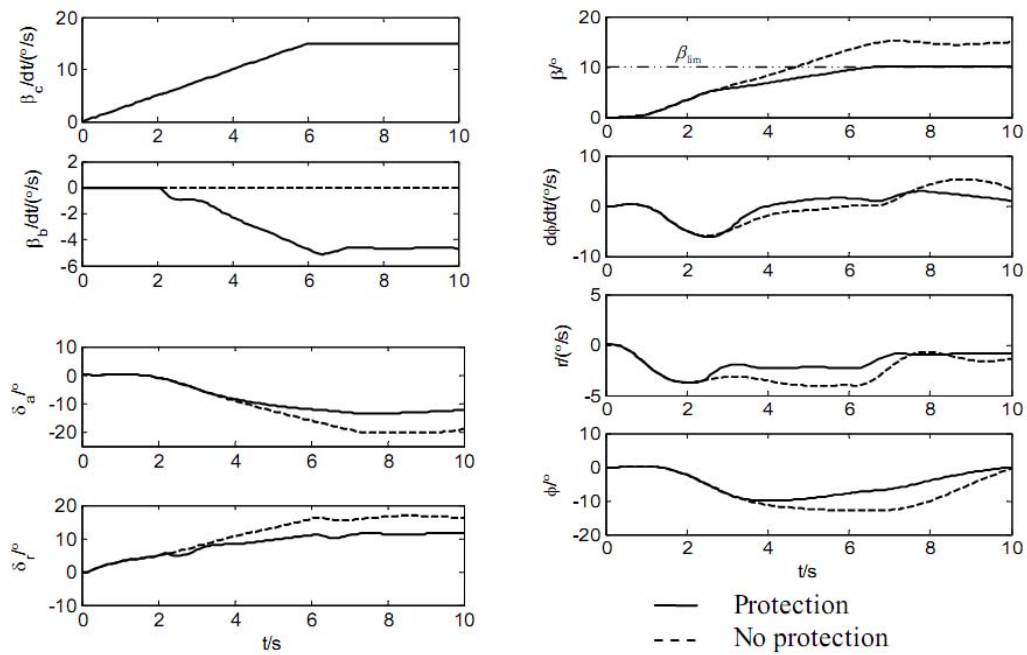 β_c/dt/(°/s)
20
10
0
0 2 4 6 8 10
β_b/dt/(°/s)
2
0
-2
-4
-6
0 2 4 6 8 10
δ_a/°
10
0
-10
-20
0 2 4 6 8 10
δ_r/°
20
10
0
-10
0 2 4 6 8 10
t/s
β/°
20
10
0
β_lim
0 2 4 6 8 10
dϕ/dt/(°/s)
10
0
-10
0 2 4 6 8 10
r/(°/s)
5
0
-5
0 2 4 6 8 10
ϕ/°
10
0
-10
-20
0 2 4 6 8 10
t/s
Protection
No protection